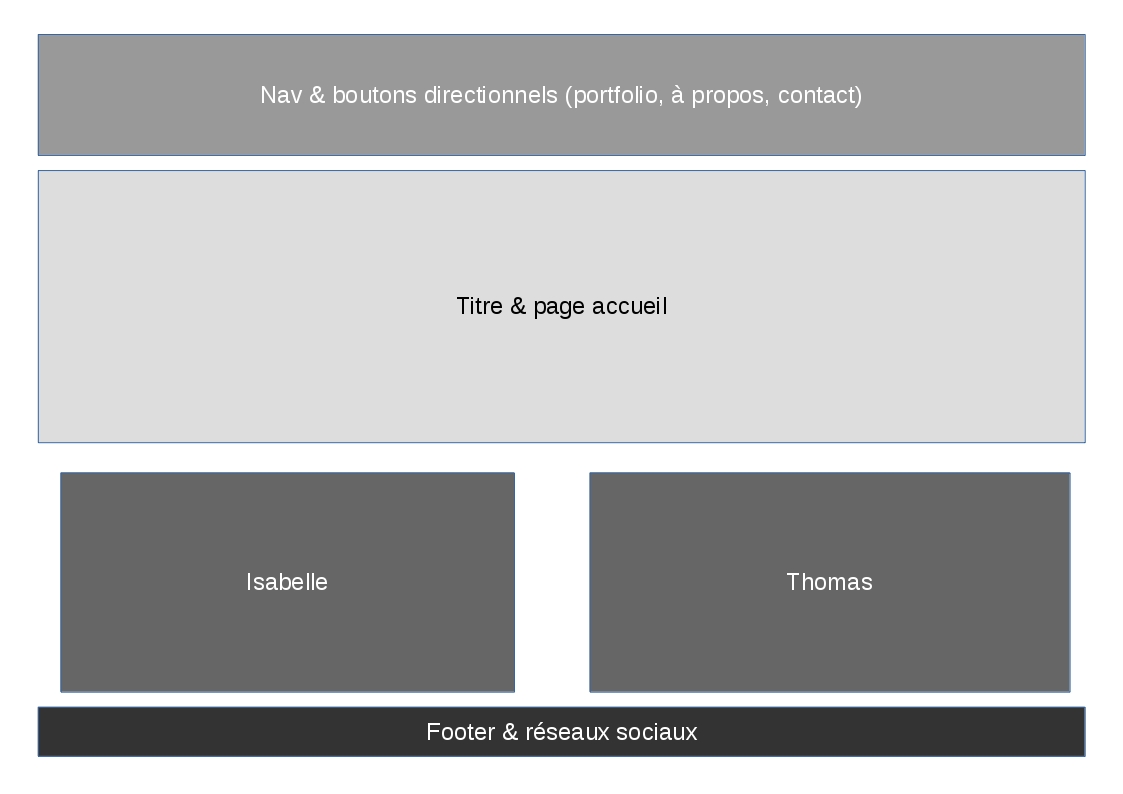 Nav & boutons directionnels (portfolio, à propos, contact)
Titre & page accueil
Isabelle
Thomas
Footer & réseaux sociaux